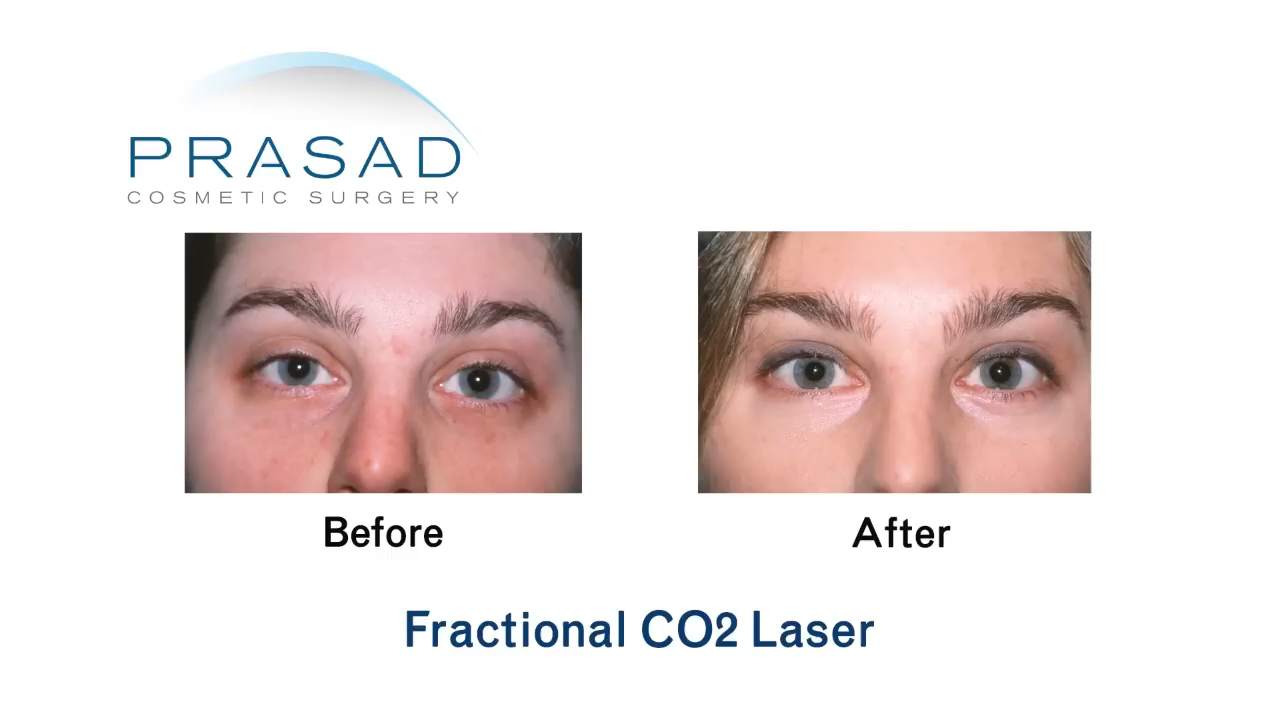 PRASAD
COSMETIC SURGERY
Before
After
Fractional CO2 Laser